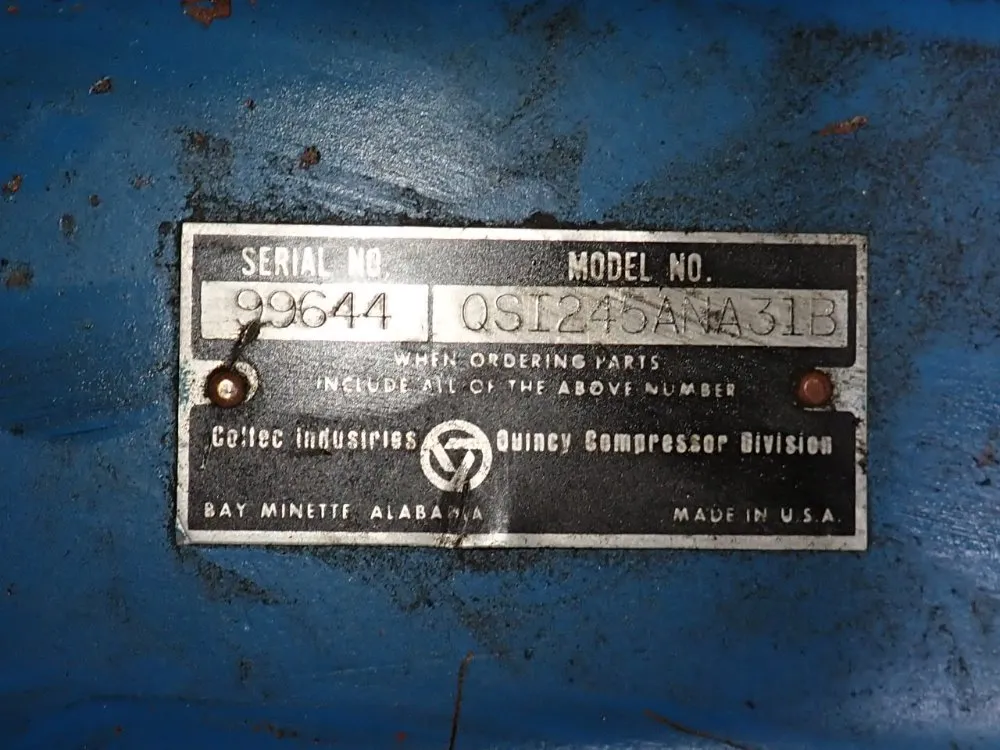 SERIAL NO. MODEL NO.
99644 QSI245ANA31B
WHEN ORDERING PARTS
INCLUDE ALL OF THE ABOVE NUMBER
Coltec Industries Quincy Compressor Division
BAY MINETTE, ALABAMA MADE IN U.S.A.